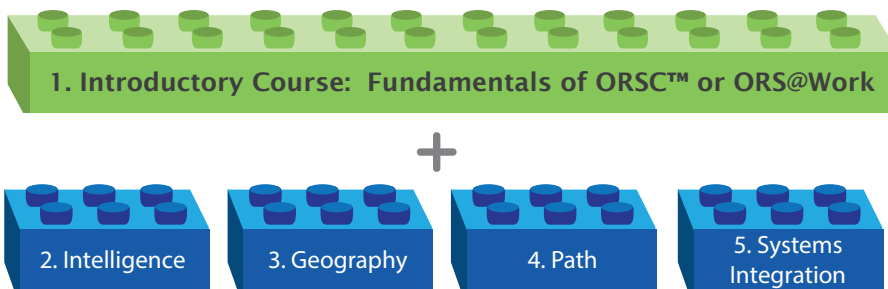 1. Introductory Course: Fundamentals of ORSC™ or ORS@Work
+
2. Intelligence
3. Geography
4. Path
5. Systems
Integration